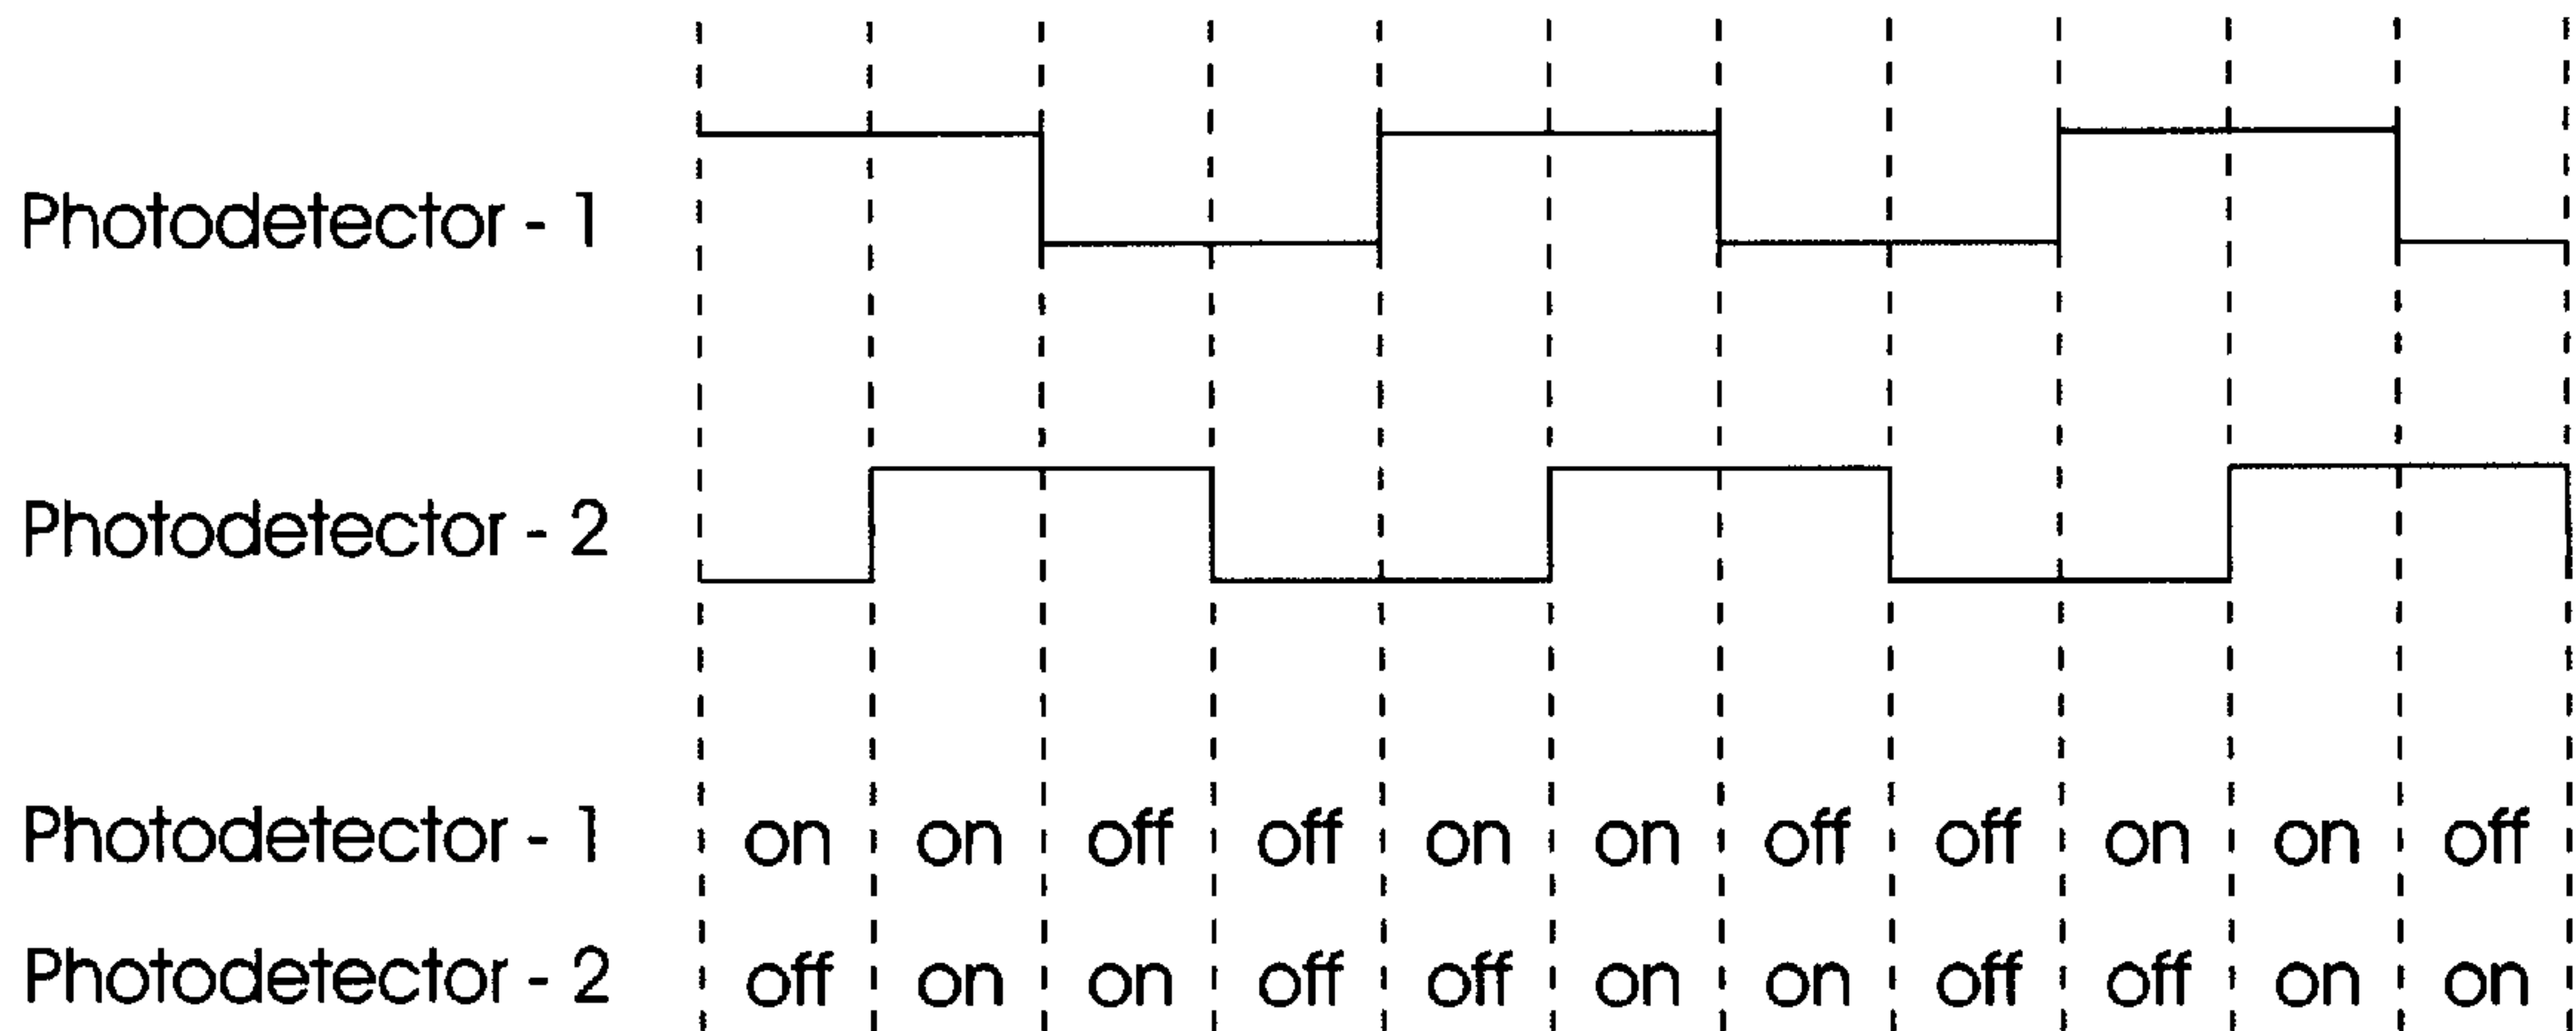 Photodetector - 1
Photodetector - 2
Photodetector - 1 on on off off on on off off on on off
Photodetector - 2 off on on off off on on off off on on